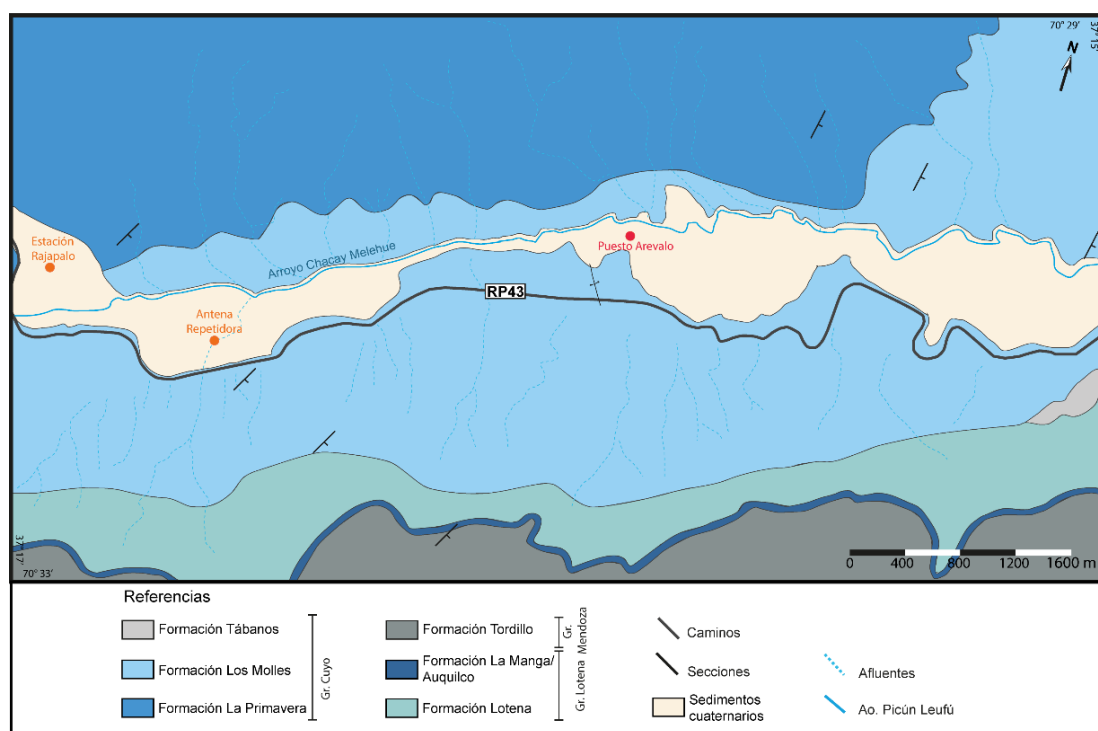 70° 29'
37° 15'
N
Estación
Rajapalo
Arroyo Chacay Melehue
Puesto Arevalo
RP43
Antena
Repetidora
37° 17'
70° 33'
0 400 800 1200 1600 m
Referencias
Formación Tábanos
Formación Los Molles
Formación La Primavera
Gr. Cuyo
Formación Tordillo
Formación La Manga/
Auquilco
Formación Lotena
Gr. Mendoza
Gr. Lotena
Caminos
Secciones
Sedimentos
cuaternarios
Afluentes
Ao. Picún Leufú